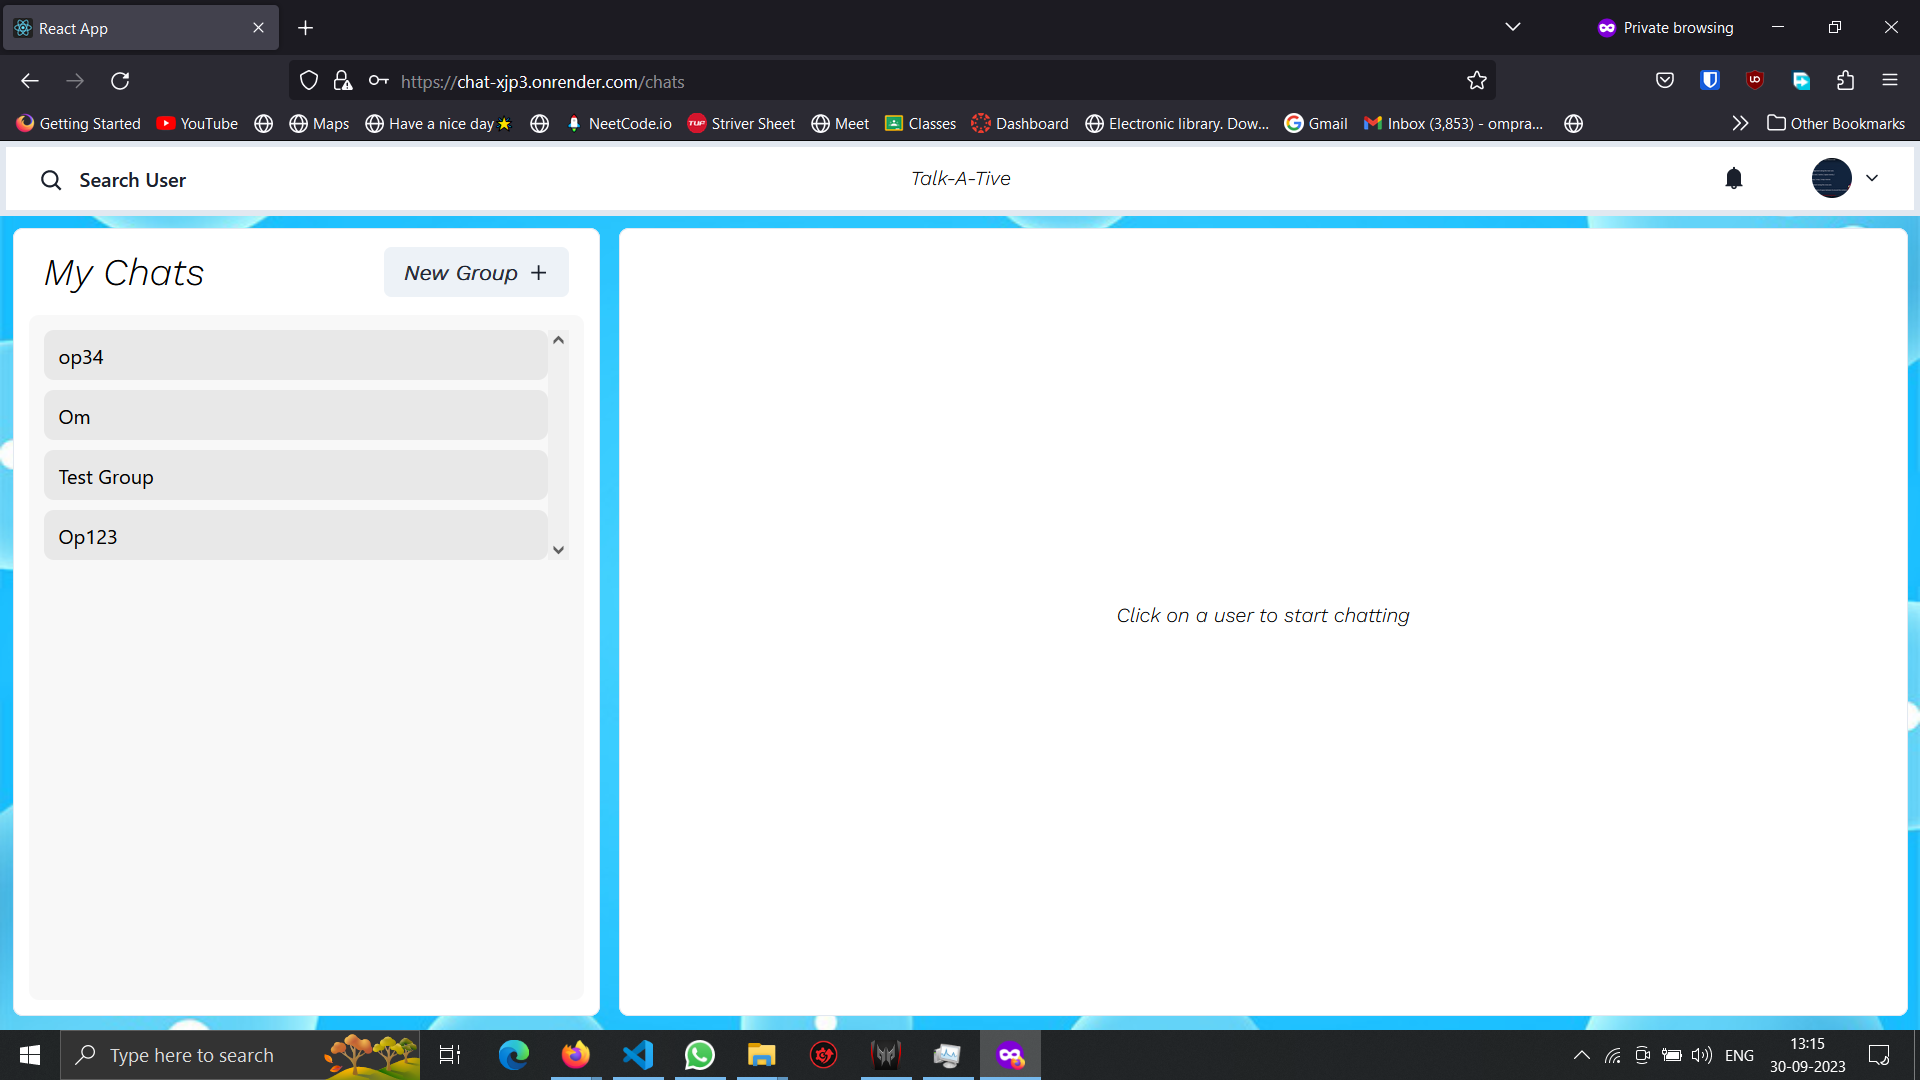 React App
Private browsing
https://chat-xjp3.onrender.com/chats
Getting Started YouTube Maps Have a nice day NeetCode.io Striver Sheet Meet Classes Dashboard Electronic library. Dow... Gmail Inbox (3,853) - ompra... Other Bookmarks
Search User
Talk-A-Tive
My Chats
New Group +
op34
Om
Test Group
Op123
Click on a user to start chatting
Type here to search
ENG
13:15
30-09-2023